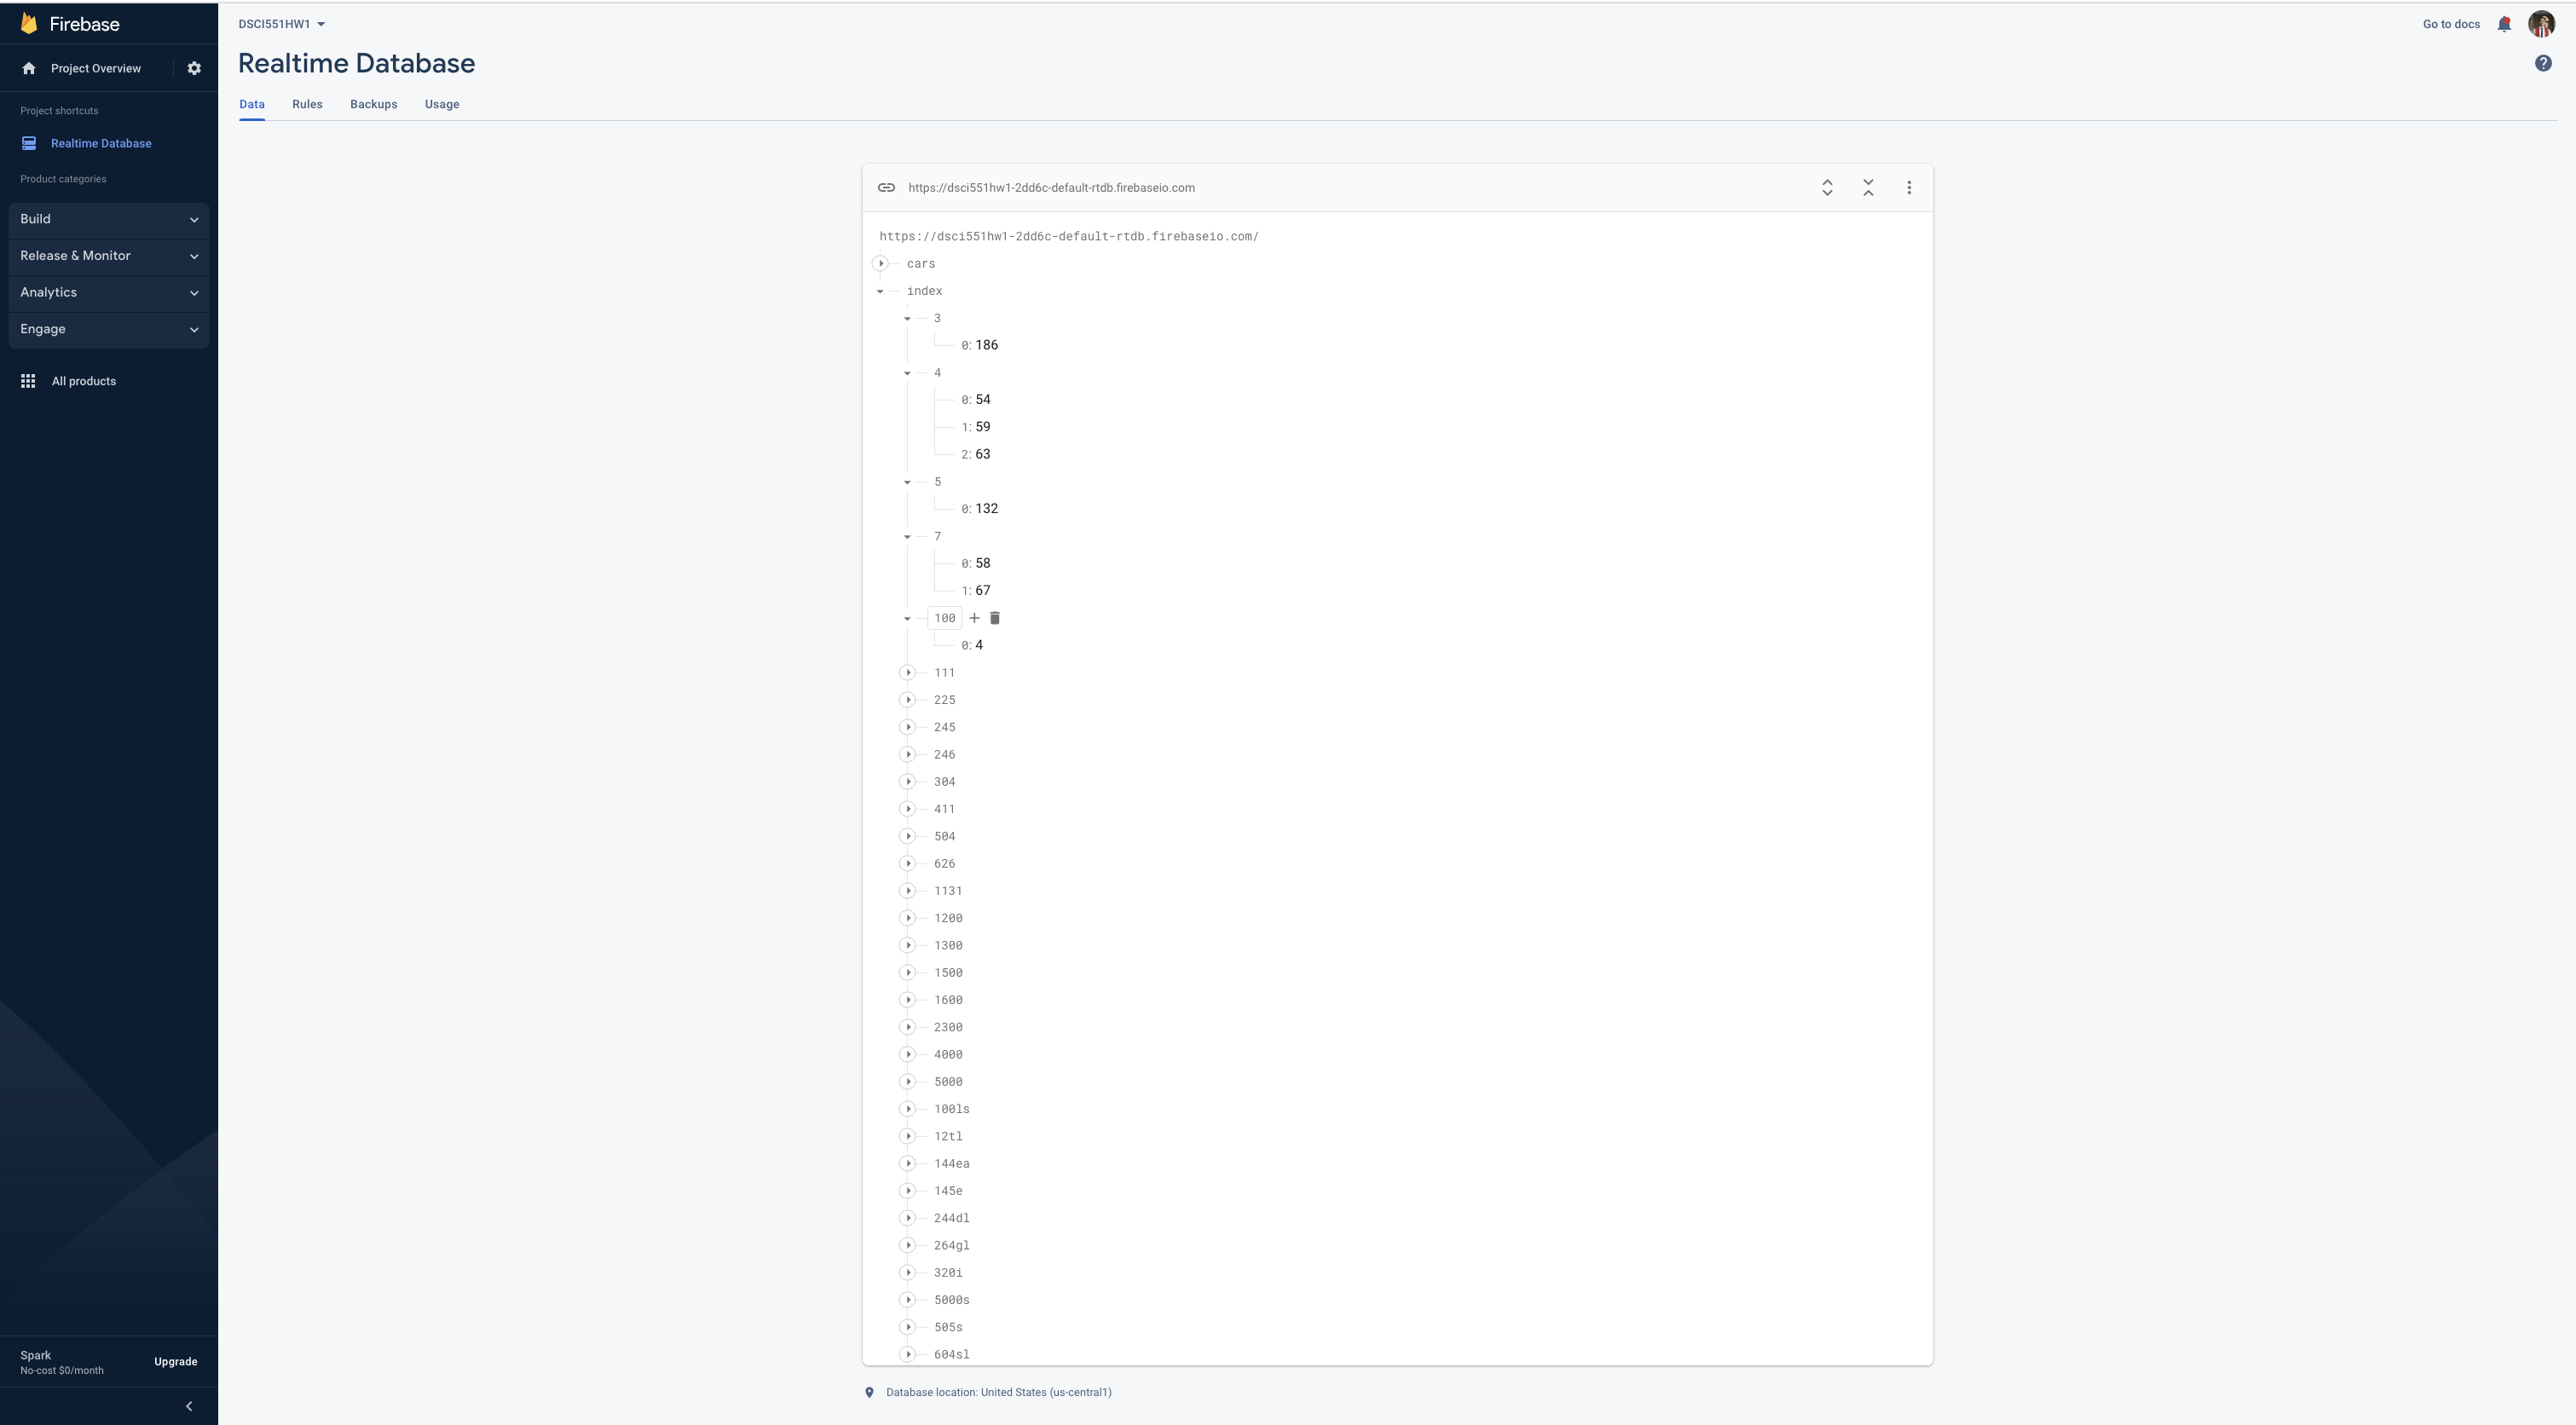 Firebase
Project Overview
Project shortcuts
Realtime Database
Product categories
Build
Release & Monitor
Analytics
Engage
All products
Spark
No-cost $0/month
Upgrade
DSCI551HW1
Go to docs
Realtime Database
Data Rules Backups Usage
https://dsci551hw1-2dd6c-default-rtdb.firebaseio.com
https://dsci551hw1-2dd6c-default-rtdb.firebaseio.com/
cars
index
3
0: 186
4
0: 54
1: 59
2: 63
5
0: 132
7
0: 58
1: 67
100
0: 4
111
225
245
246
304
411
504
626
1131
1200
1300
1500
1600
2300
4000
5000
100ls
12tl
144ea
145e
244dl
264gl
320i
5000s
505s
604sl
Database location: United States (us-central1)